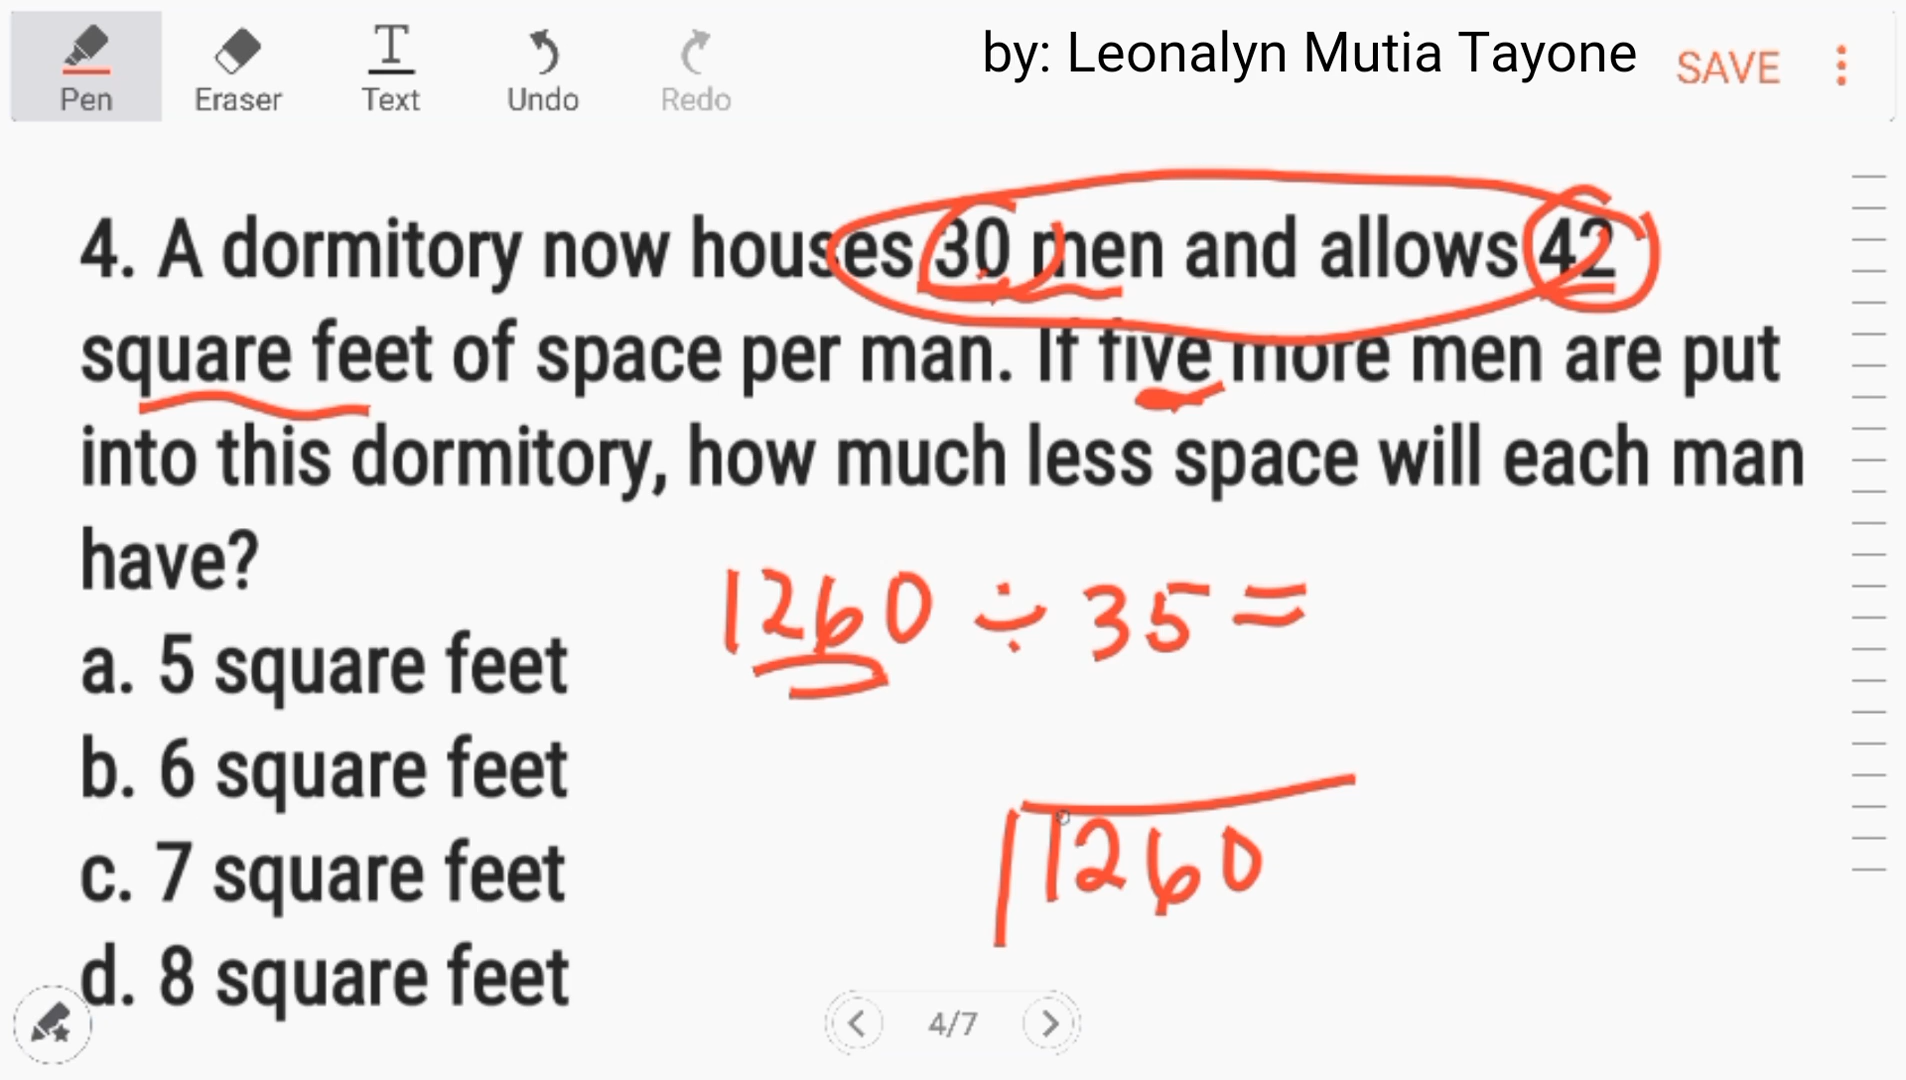 Pen
Eraser
Text
Undo
Redo
by: Leonalyn Mutia Tayone
SAVE
4. A dormitory now houses 30 men and allows 42
square feet of space per man. If five more men are put
into this dormitory, how much less space will each man
have?
1260 ÷ 35 =
a. 5 square feet
b. 6 square feet
1260
c. 7 square feet
d. 8 square feet
4/7